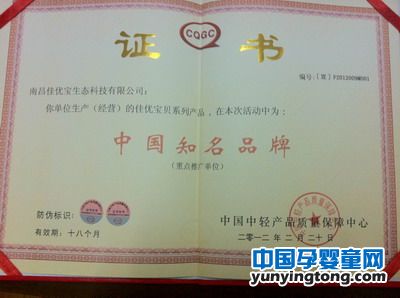 CQGC
证书
编号:〔质〕F2012009M001
南昌佳优宝生态科技有限公司:
你单位生产(经营)的佳优宝贝系列产品,在本次活动中为:
中国知名品牌
(重点推广单位)
防伪标识:
有效期:
十八个月
中国中轻产品质量保障中心
二〇一二年二月二十日
中国孕婴童网
yunyingtong.com